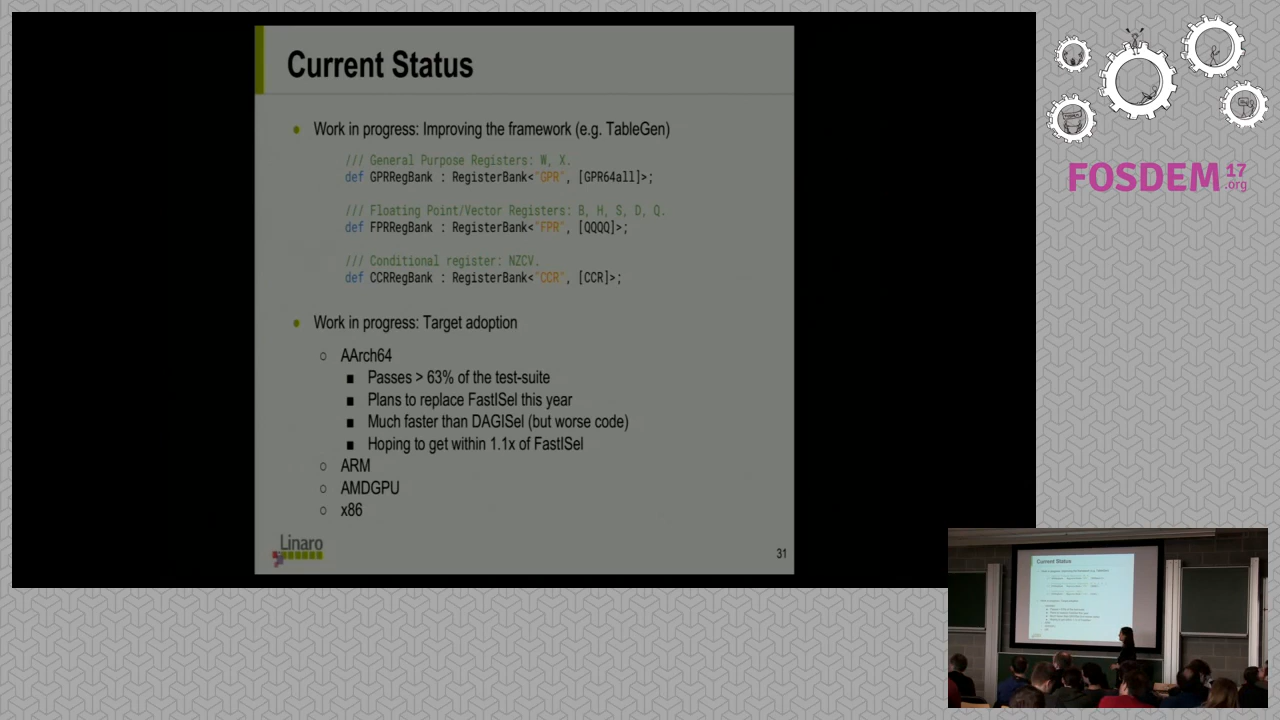 Current Status
● Work in progress: Improving the framework (e.g. TableGen)
/// General Purpose Registers: W, X.
def GPRRegBank : RegisterBank<"GPR", [GPR64all]>;
/// Floating Point/Vector Registers: B, H, S, D, Q.
def FPRRegBank : RegisterBank<"FPR", [QQQQ]>;
/// Conditional register: NZCV.
def CCRRegBank : RegisterBank<"CCR", [CCR]>;
● Work in progress: Target adoption
○ AArch64
■ Passes > 63% of the test-suite
■ Plans to replace FastISel this year
■ Much faster than DAGISel (but worse code)
■ Hoping to get within 1.1x of FastISel
○ ARM
○ AMDGPU
○ x86
Linaro
31
FOSDEM 17
.org
Current Status